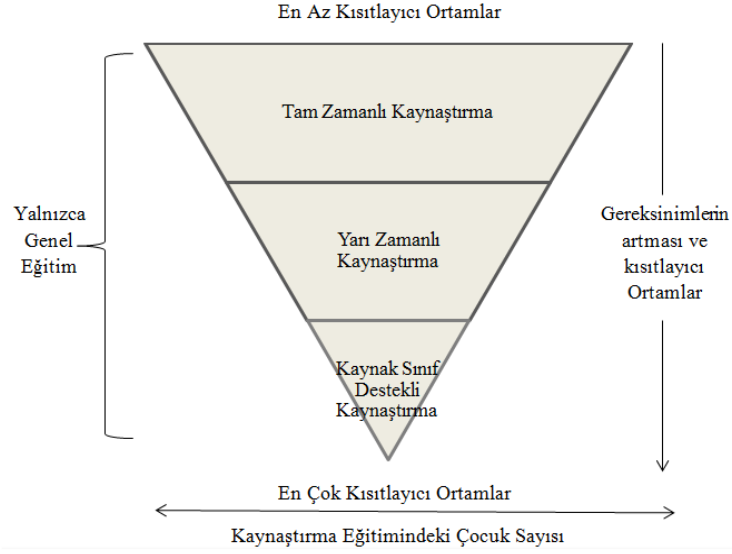 En Az Kısıtlayıcı Ortamlar
Tam Zamanlı Kaynaştırma
Yalnızca
Genel
Eğitim
Yarı Zamanlı
Kaynaştırma
Gereksinimlerin
artması ve
kısıtlayıcı
Ortamlar
Kaynak Sınıf
Destekli
Kaynaştırma
En Çok Kısıtlayıcı Ortamlar
Kaynaştırma Eğitimindeki Çocuk Sayısı